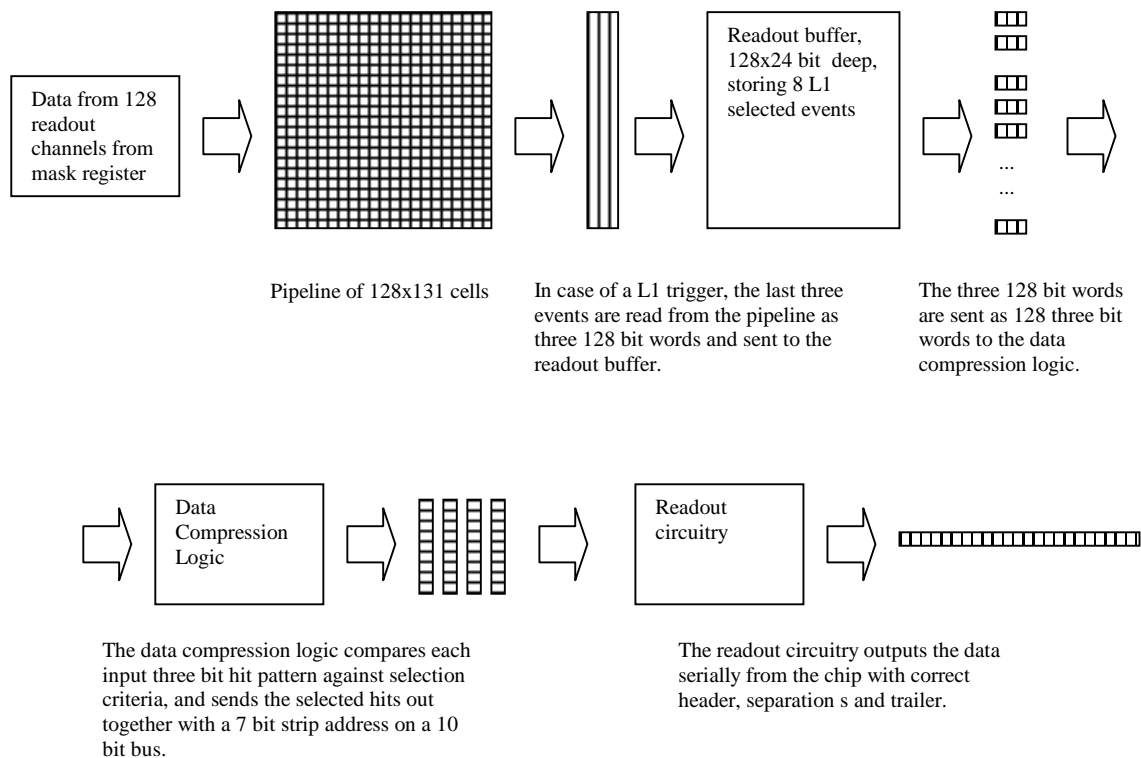 Data from 128
readout
channels from
mask register
Readout buffer,
128x24 bit deep,
storing 8 L1
selected events
...
...
Pipeline of 128x131 cells
In case of a L1 trigger, the last three
events are read from the pipeline as
three 128 bit words and sent to the
readout buffer.
The three 128 bit words
are sent as 128 three bit
words to the data
compression logic.
Data
Compression
Logic
Readout
circuitry
The data compression logic compares each
input three bit hit pattern against selection
criteria, and sends the selected hits out
together with a 7 bit strip address on a 10
bit bus.
The readout circuitry outputs the data
serially from the chip with correct
header, separation s and trailer.